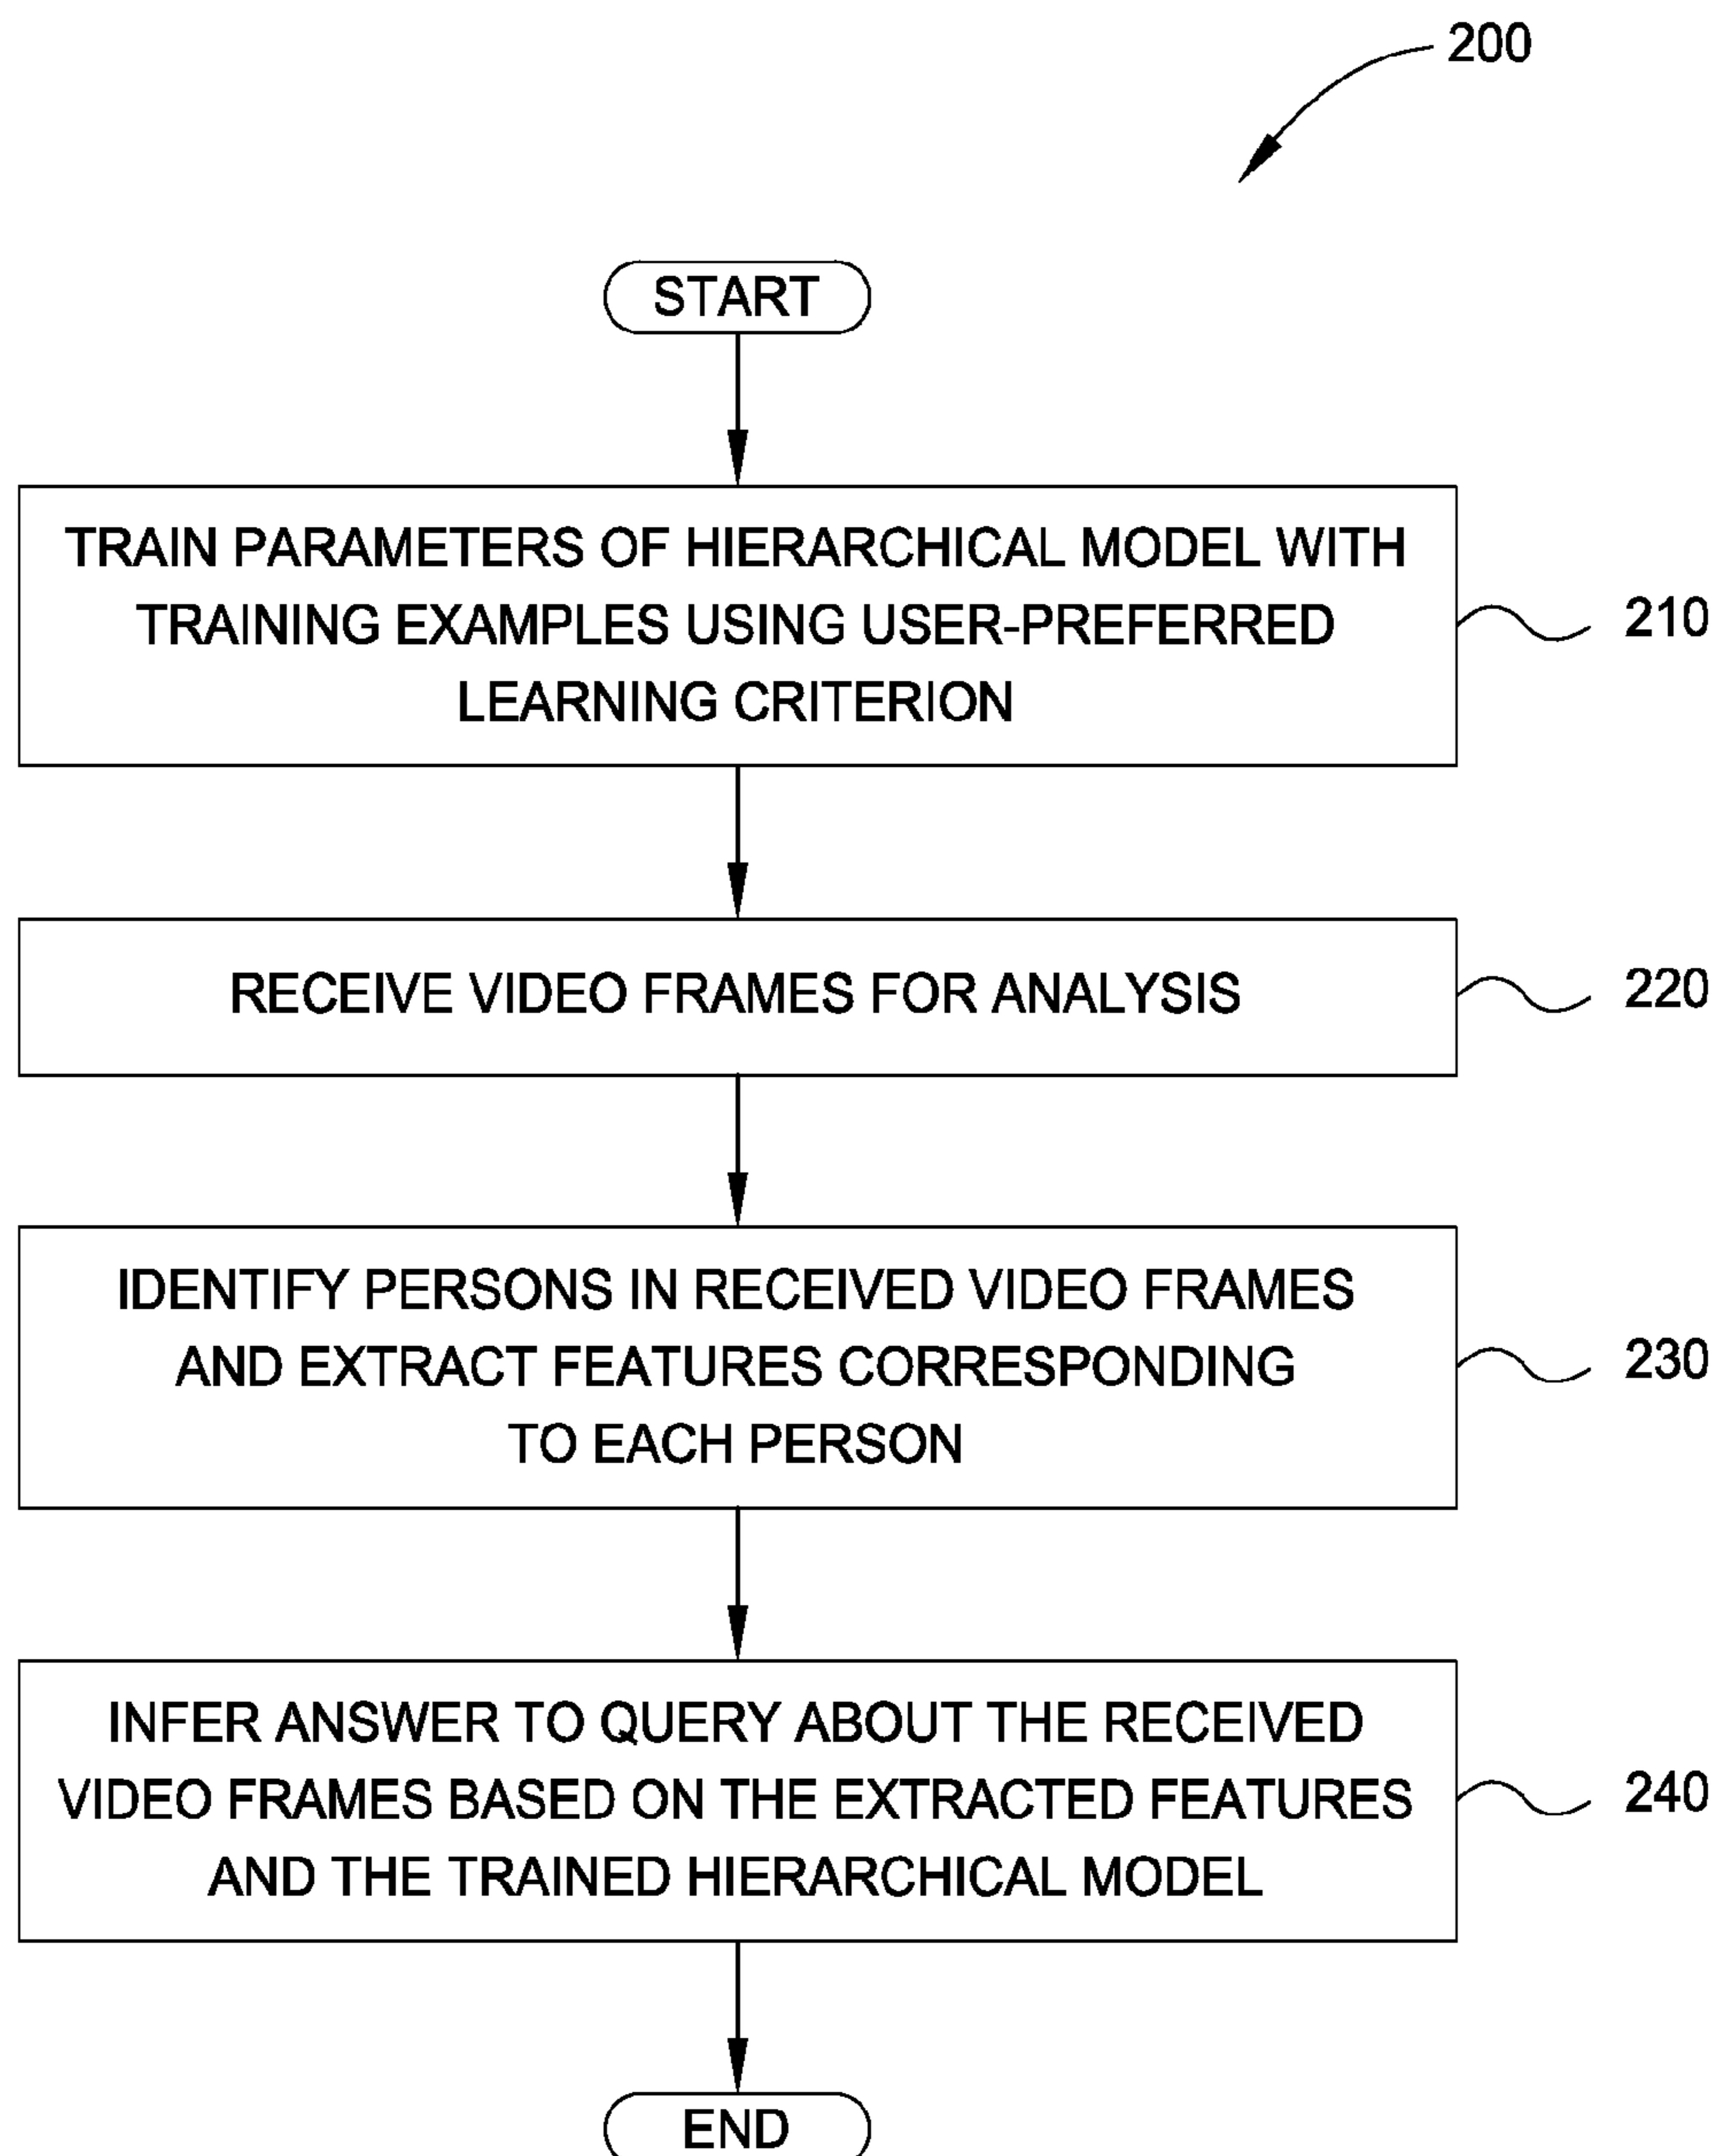 200
START
TRAIN PARAMETERS OF HIERARCHICAL MODEL WITH
TRAINING EXAMPLES USING USER-PREFERRED
LEARNING CRITERION
210
RECEIVE VIDEO FRAMES FOR ANALYSIS
220
IDENTIFY PERSONS IN RECEIVED VIDEO FRAMES
AND EXTRACT FEATURES CORRESPONDING
TO EACH PERSON
230
INFER ANSWER TO QUERY ABOUT THE RECEIVED
VIDEO FRAMES BASED ON THE EXTRACTED FEATURES
AND THE TRAINED HIERARCHICAL MODEL
240
END